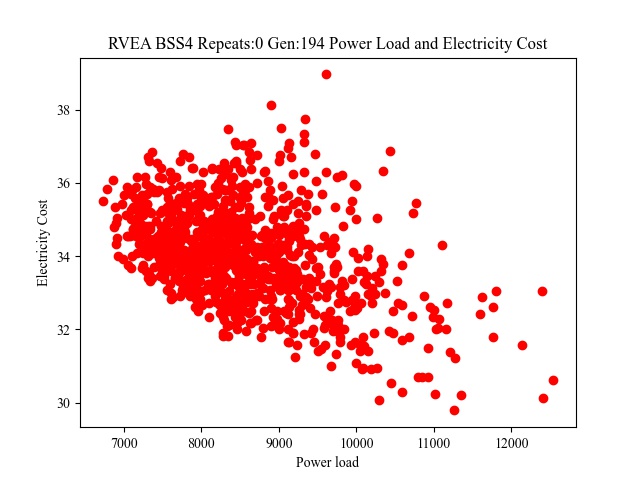 RVEA BSS4 Repeats:0 Gen:194 Power Load and Electricity Cost
38
36
34
32
30
Electricity Cost
7000 8000 9000 10000 11000 12000
Power load